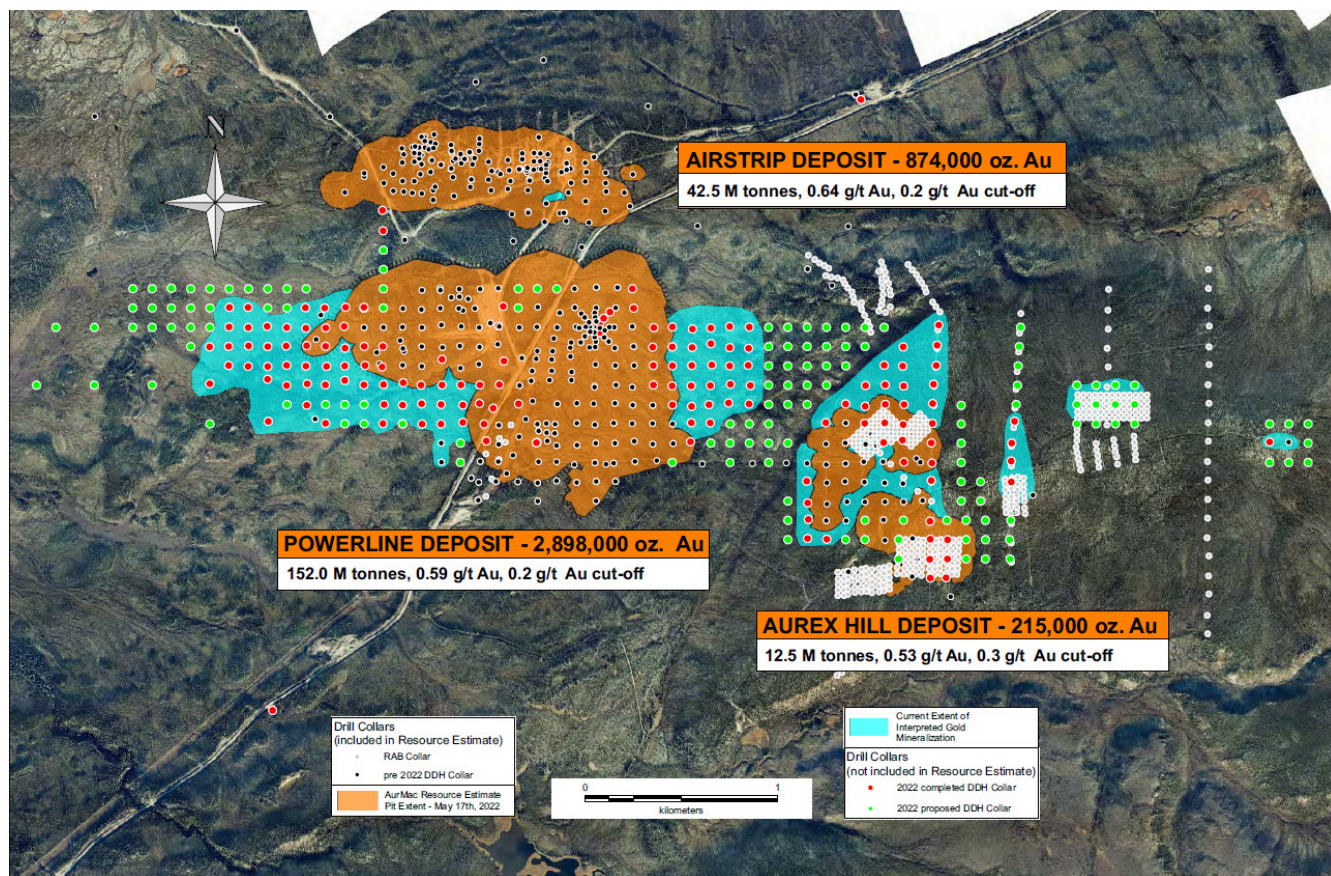 N
AIRSTRIP DEPOSIT - 874,000 oz. Au
42.5 M tonnes, 0.64 g/t Au, 0.2 g/t Au cut-off
POWERLINE DEPOSIT - 2,898,000 oz. Au
152.0 M tonnes, 0.59 g/t Au, 0.2 g/t Au cut-off
AUREX HILL DEPOSIT - 215,000 oz. Au
12.5 M tonnes, 0.53 g/t Au, 0.3 g/t Au cut-off
Drill Collars
(included in Resource Estimate)
RAB Collar
pre 2022 DDH Collar
AurMac Resource Estimate
Pit Extent - May 17th, 2022
0 1
kilometers
Current Extent of
Interpreted Gold
Mineralization
Drill Collars
(not included in Resource Estimate)
2022 completed DDH Collar
2022 proposed DDH Collar